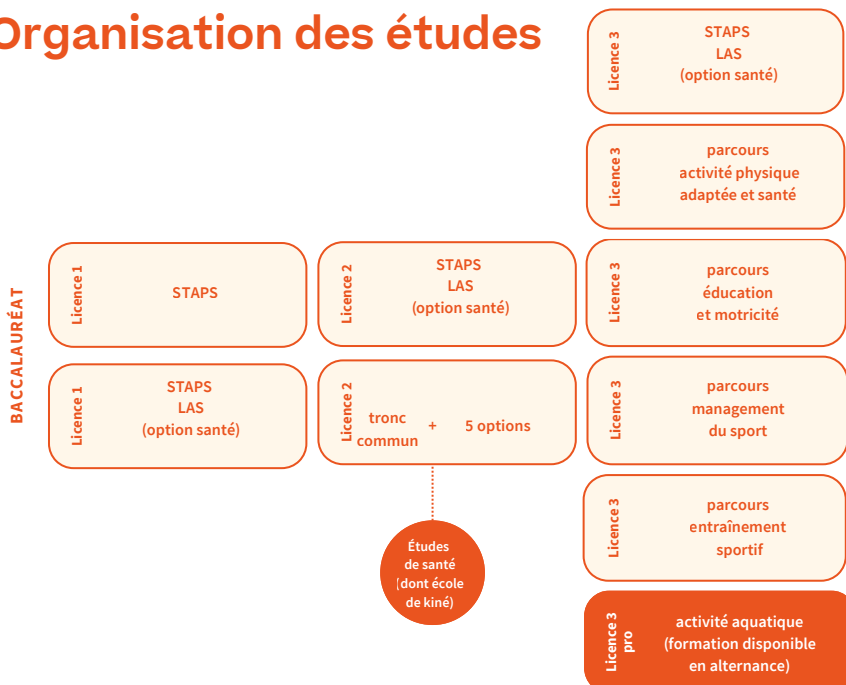 Organisation des études
BACCALAURÉAT
Licence 1
STAPS
Licence 1
STAPS
LAS
(option santé)
Licence 2
STAPS
LAS
(option santé)
Licence 2
tronc
commun
+
5 options
Études
de santé
(dont école
de kiné)
Licence 3
STAPS
LAS
(option santé)
Licence 3
parcours
activité physique
adaptée et santé
Licence 3
parcours
éducation
et motricité
Licence 3
parcours
management
du sport
Licence 3
parcours
entraînement
sportif
Licence 3
pro
activité aquatique
(formation disponible
en alternance)